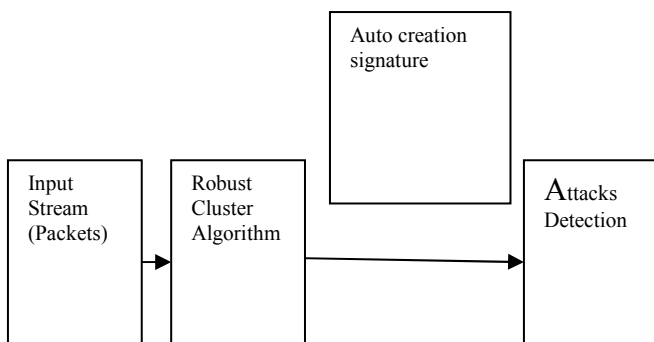 Auto creation
signature
Input
Stream
(Packets)
Robust
Cluster
Algorithm
Attacks
Detection